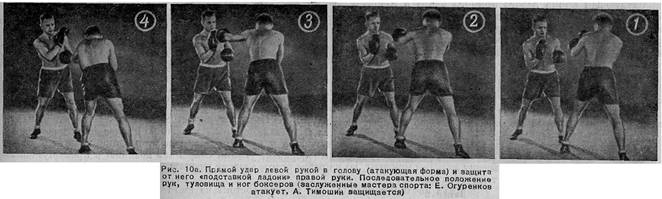 4
3
2
1
Рис. 10а. Прямой удар левой рукой в голову (атакующая форма) и защита
от него «подставкой ладони» правой руки. Последовательное положение
рук, туловища и ног боксеров (заслуженные мастера спорта: Е. Огуренков
атакует, А. Тимошин защищается)